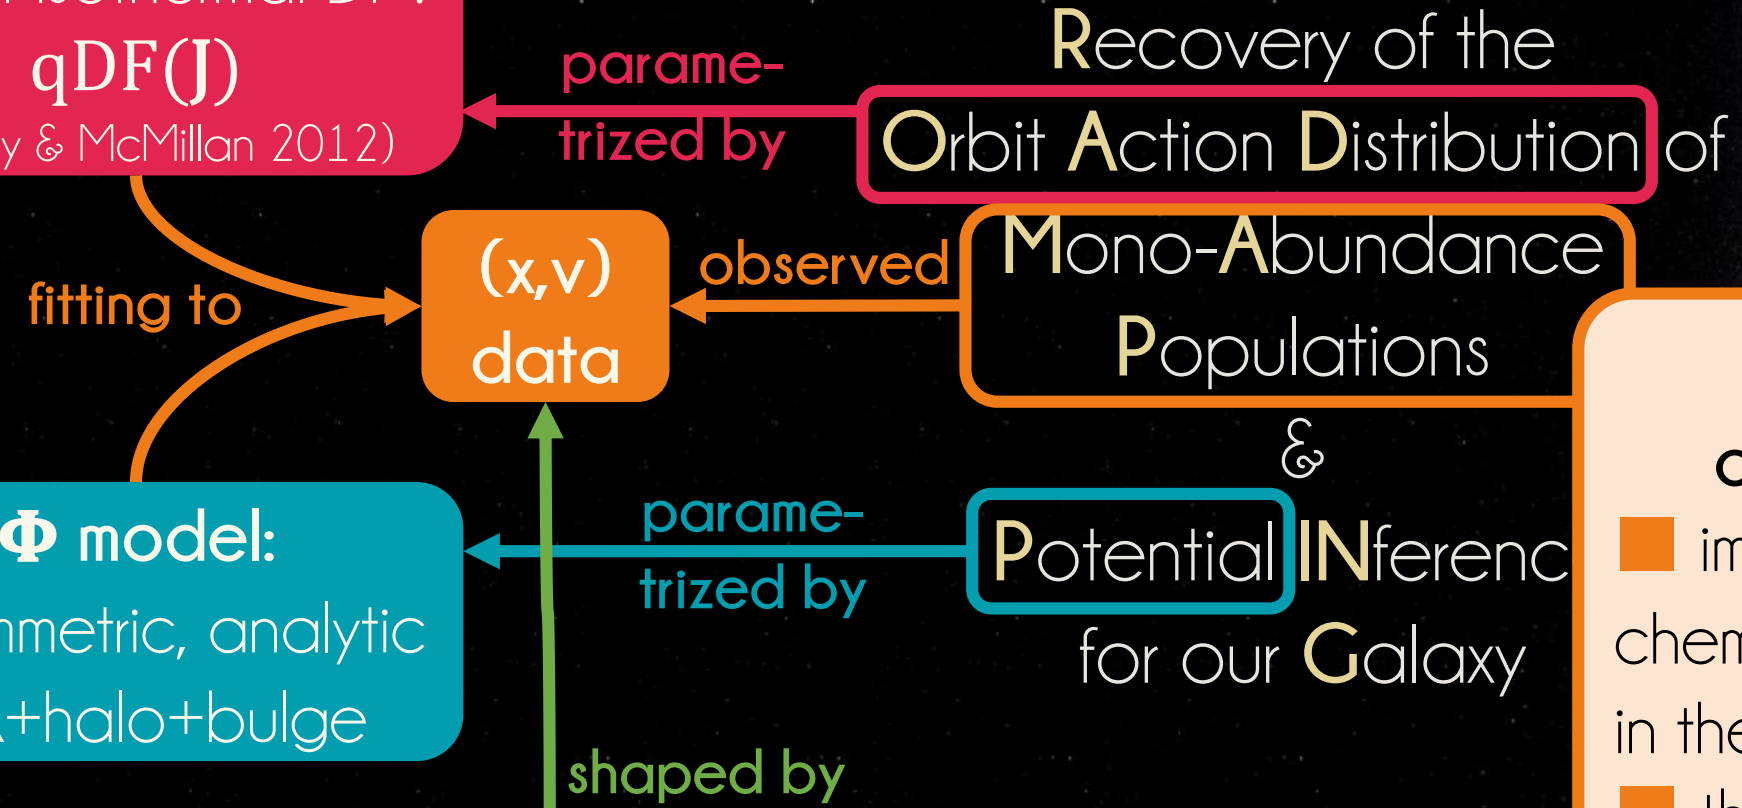 qDF(J)
& McMillan 2012)
parame-
trized by
Recovery of the
Orbit Action Distribution of
Mono-Abundance
Populations
&
Potential INferenc
for our Galaxy
(x,v)
data
observed
fitting to
Φ model:
analytic
+halo+bulge
parame-
trized by
shaped by
chem
in the